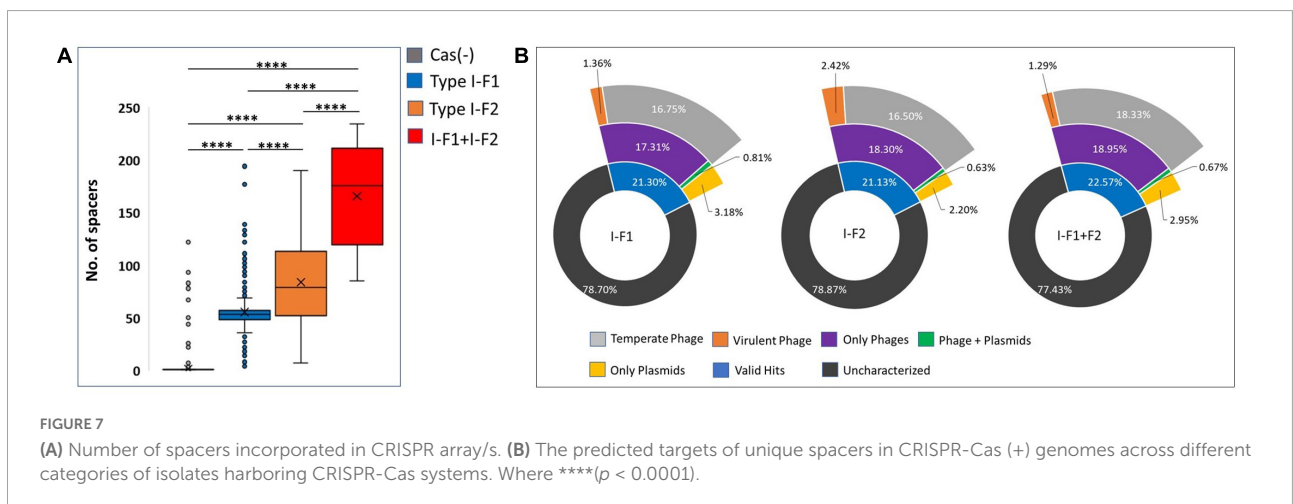 A
Cas(-)
Type I-F1
Type I-F2
I-F1+I-F2
****
****
**** ****
**** ****
No. of spacers
250
200
150
100
50
0
B
1.36%
16.75%
17.31%
0.81%
21.30%
3.18%
I-F1
78.70%
2.42%
16.50%
18.30%
0.63%
21.13%
2.20%
I-F2
78.87%
1.29%
18.33%
18.95%
0.67%
22.57%
2.95%
I-F1+F2
77.43%
Temperate Phage Virulent Phage Only Phages Phage + Plasmids
Only Plasmids Valid Hits Uncharacterized
FIGURE 7
(A) Number of spacers incorporated in CRISPR array/s. (B) The predicted targets of unique spacers in CRISPR-Cas (+) genomes across different
categories of isolates harboring CRISPR-Cas systems. Where ****(p < 0.0001).